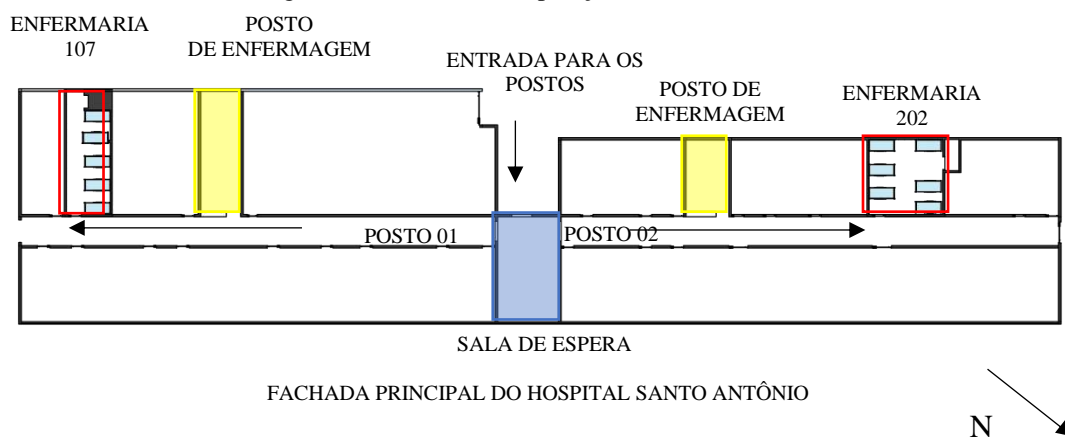 ENFERMARIA
107
POSTO
DE ENFERMAGEM
ENTRADA PARA OS
POSTOS
POSTO DE
ENFERMAGEM
ENFERMARIA
202
POSTO 01
POSTO 02
SALA DE ESPERA
FACHADA PRINCIPAL DO HOSPITAL SANTO ANTÔNIO
N